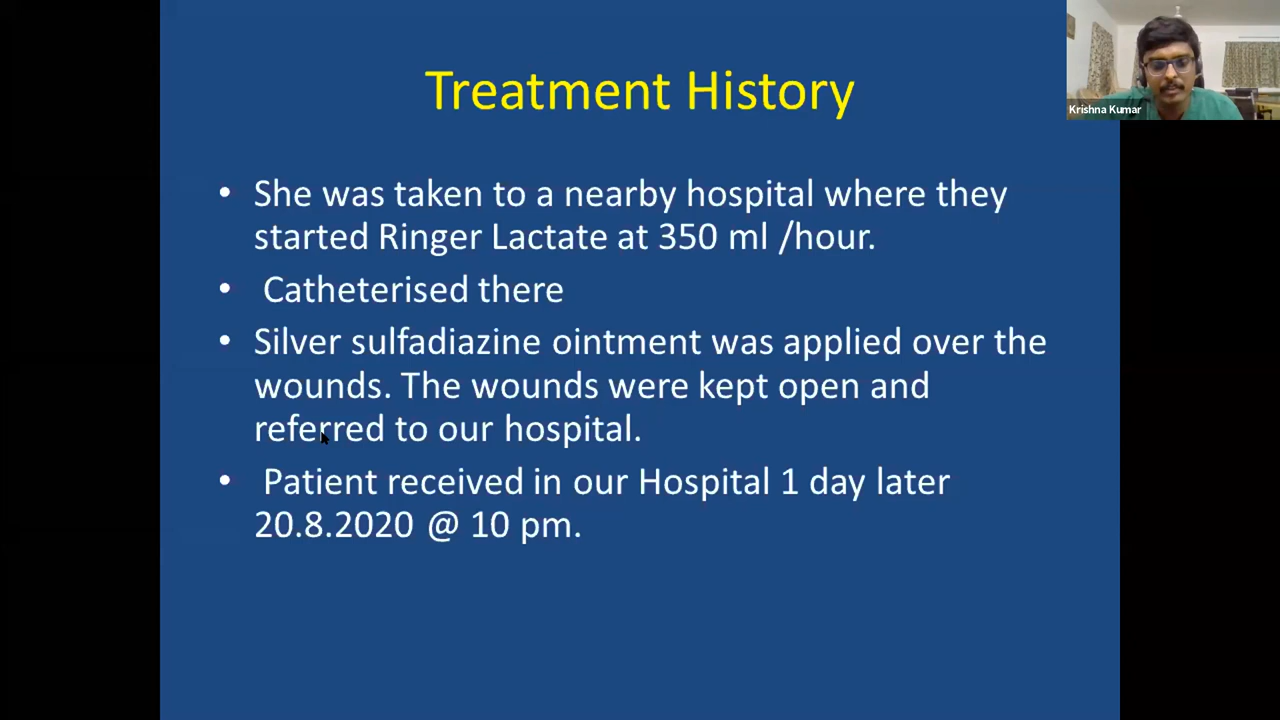 Treatment History
Krishna Kumar
• She was taken to a nearby hospital where they
started Ringer Lactate at 350 ml /hour.
• Catheterised there
• Silver sulfadiazine ointment was applied over the
wounds. The wounds were kept open and
referred to our hospital.
• Patient received in our Hospital 1 day later
20.8.2020 @ 10 pm.